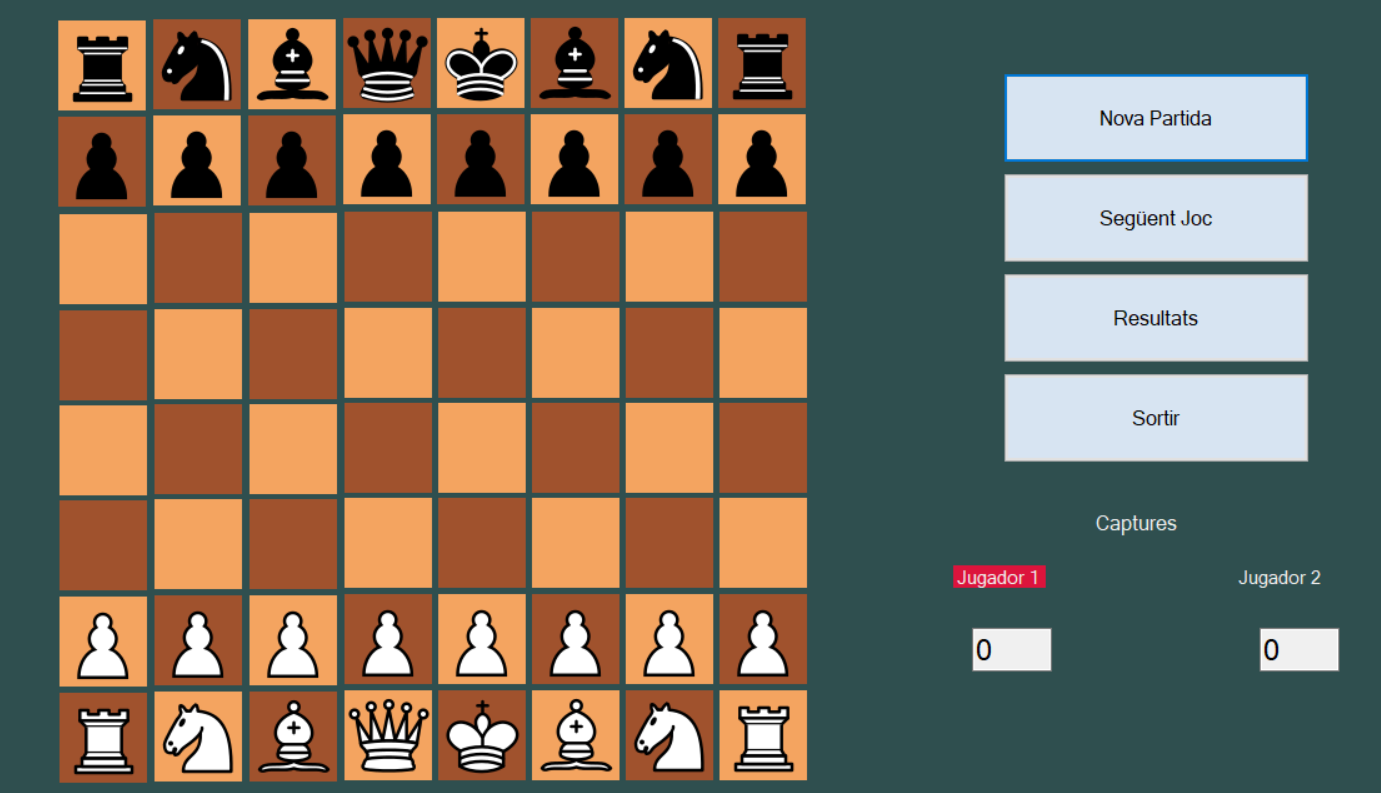 Nova Partida
Següent Joc
Resultats
Sortir
Captures
Jugador 1
Jugador 2
0
0